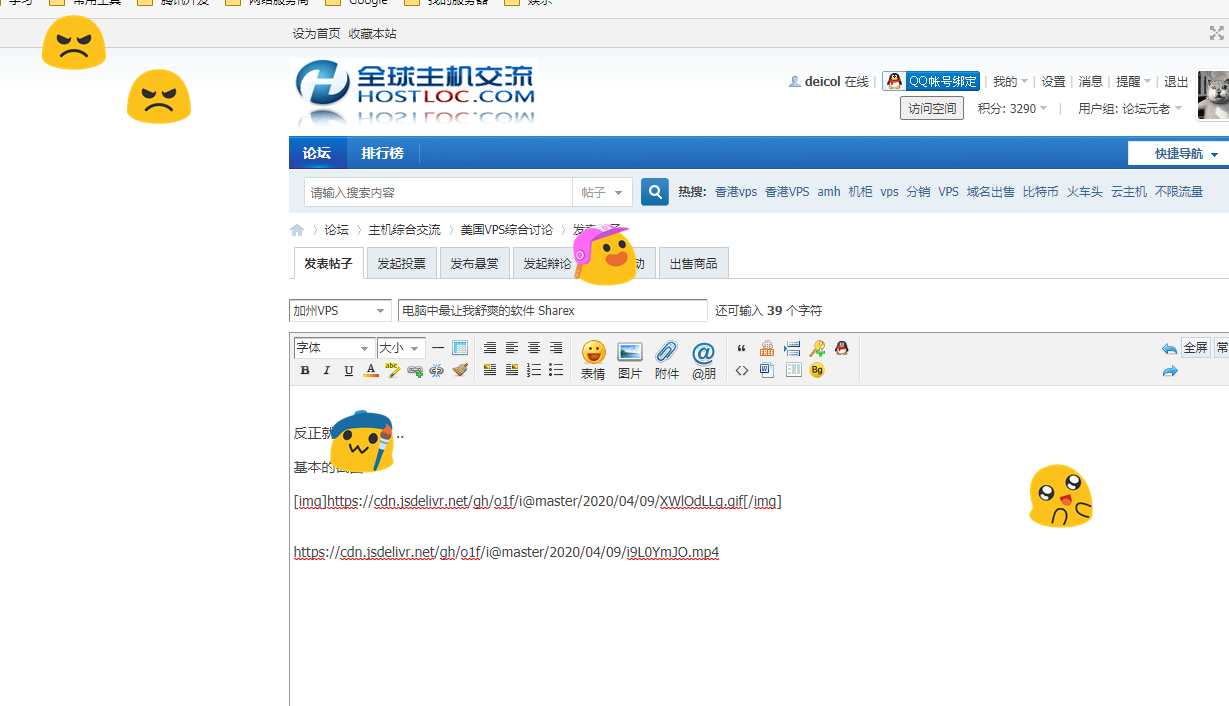 学习 常用工具 腾讯开发 网络服务商 Google 我的服务器 娱乐
设为首页 收藏本站
全球主机交流
HOSTLOC.COM
deicol 在线 QQ帐号绑定 我的 设置 消息 提醒 退出
访问空间 积分: 3290 用户组: 论坛元老
论坛 排行榜 快捷导航
请输入搜索内容 帖子 热搜: 香港vps 香港VPS amh 机柜 vps 分销 VPS 域名出售 比特币 火车头 云主机 不限流量
论坛 主机综合交流 美国VPS综合讨论
发表帖子 发起投票 发布悬赏 发起辩论 动 出售商品
加州VPS 电脑中最让我舒爽的软件 Sharex 还可输入 39 个字符
字体 大小 全屏 常
B I U A abc 表情 图片 附件 @朋 Bg
反正就 ..
基本的
[img]https://cdn.jsdelivr.net/gh/o1f/i@master/2020/04/09/XWlOdLLq.gif[/img]
https://cdn.jsdelivr.net/gh/o1f/i@master/2020/04/09/i9L0YmJO.mp4